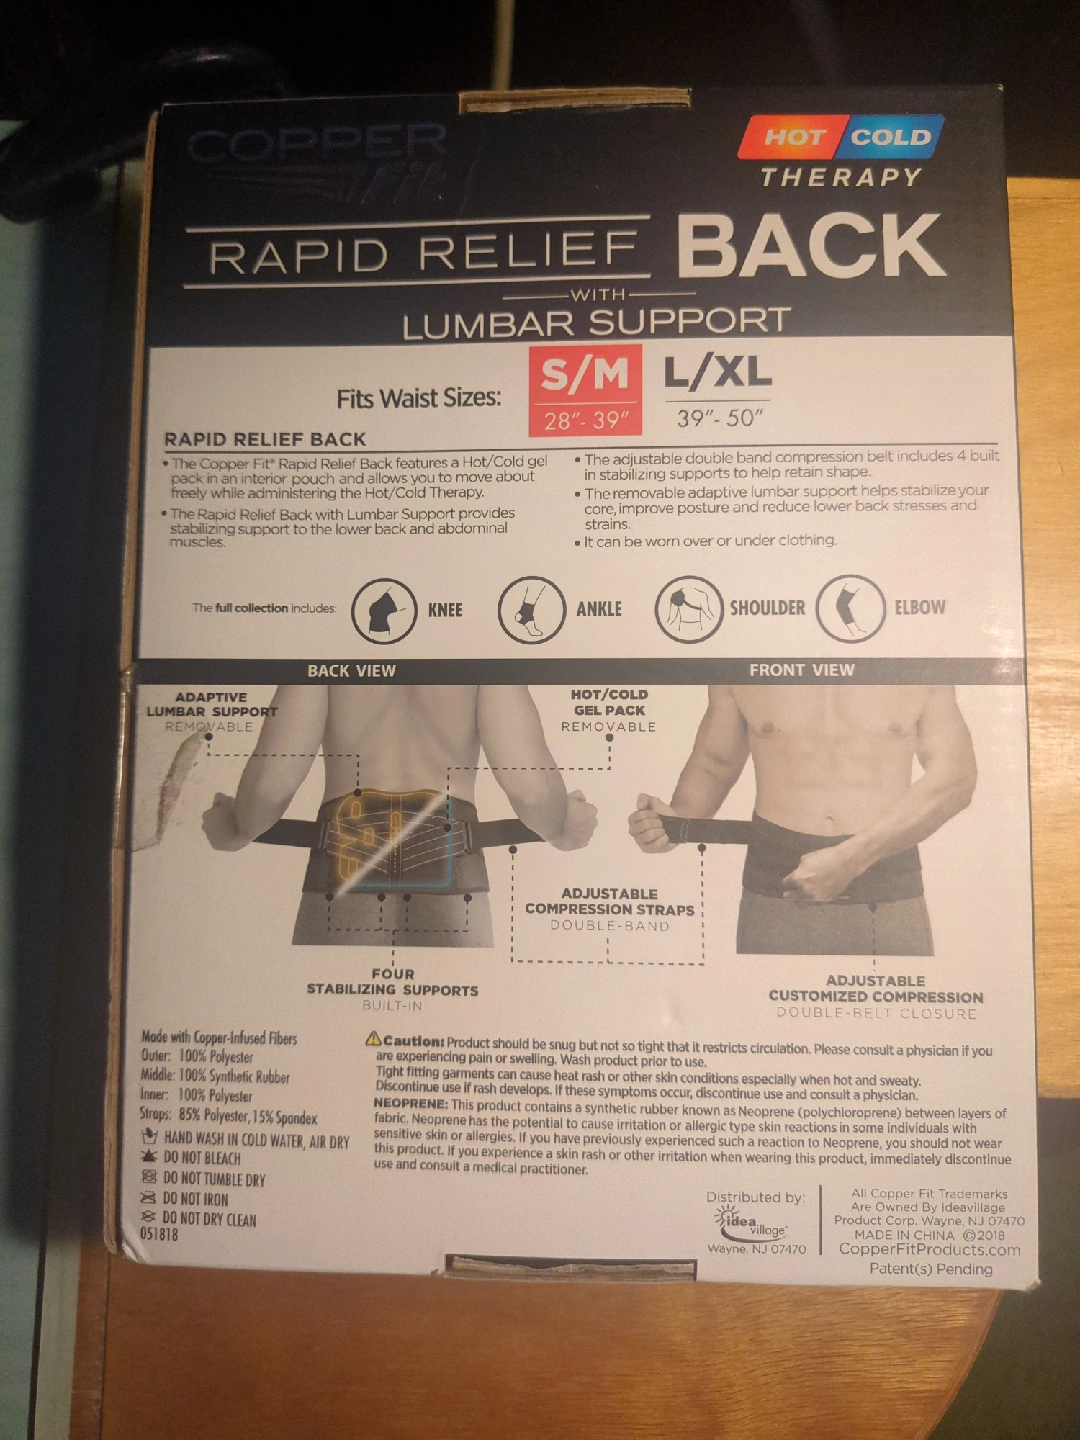 COPPER
Fit
HOT COLD
THERAPY
RAPID RELIEF BACK
WITH
LUMBAR SUPPORT
Fits Waist Sizes:
S/M
28"- 39"
L/XL
39"- 50"
RAPID RELIEF BACK
• The Copper Fit® Rapid Relief Back features a Hot/Cold gel
pack in an interior pouch and allows you to move about
freely while administering the Hot/Cold Therapy.
• The Rapid Relief Back with Lumbar Support provides
stabilizing support to the lower back and abdominal
muscles.
• The adjustable double band compression belt includes 4 built
in stabilizing supports to help retain shape.
• The removable adaptive lumbar support helps stabilize your
core, improve posture and reduce lower back stresses and
strains.
• It can be worn over or under clothing.
The full collection includes:
KNEE
ANKLE
SHOULDER
ELBOW
BACK VIEW
FRONT VIEW
ADAPTIVE
LUMBAR SUPPORT
REMOVABLE
HOT/COLD
GEL PACK
REMOVABLE
ADJUSTABLE
COMPRESSION STRAPS
DOUBLE-BAND
FOUR
STABILIZING SUPPORTS
BUILT-IN
ADJUSTABLE
CUSTOMIZED COMPRESSION
DOUBLE-BELT CLOSURE
Made with Copper-Infused Fibers
Outer: 100% Polyester
Middle: 100% Synthetic Rubber
Inner: 100% Polyester
Straps: 85% Polyester, 15% Spandex
HAND WASH IN COLD WATER, AIR DRY
DO NOT BLEACH
DO NOT TUMBLE DRY
DO NOT IRON
DO NOT DRY CLEAN
051818
Caution: Product should be snug but not so tight that it restricts circulation. Please consult a physician if you
are experiencing pain or swelling. Wash product prior to use.
Tight fitting garments can cause heat rash or other skin conditions especially when hot and sweaty.
Discontinue use if rash develops. If these symptoms occur, discontinue use and consult a physician.
NEOPRENE: This product contains a synthetic rubber known as Neoprene (polychloroprene) between layers of
fabric. Neoprene has the potential to cause irritation or allergic type skin reactions in some individuals with
sensitive skin or allergies. If you have previously experienced such a reaction to Neoprene, you should not wear
this product. If you experience a skin rash or other irritation when wearing this product, immediately discontinue
use and consult a medical practitioner.
Distributed by:
idea
village®
Wayne, NJ 07470
All Copper Fit Trademarks
Are Owned By Ideavillage
Product Corp. Wayne, NJ 07470
MADE IN CHINA ©2018
CopperFitProducts.com
Patent(s) Pending